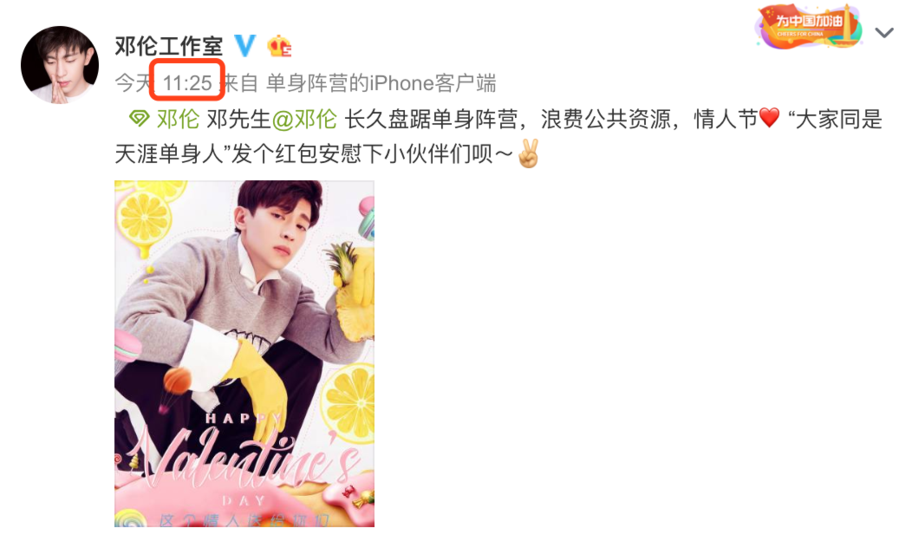 邓伦工作室
为中国加油
CHEERS FOR CHINA
今天 11:25 来自 单身阵营的iPhone客户端
邓伦 邓先生@邓伦 长久盘踞单身阵营，浪费公共资源，情人节❤️ “大家同是
天涯单身人”发个红包安慰下小伙伴们呗～✌🏻
HAPPY
Valentine's
DAY